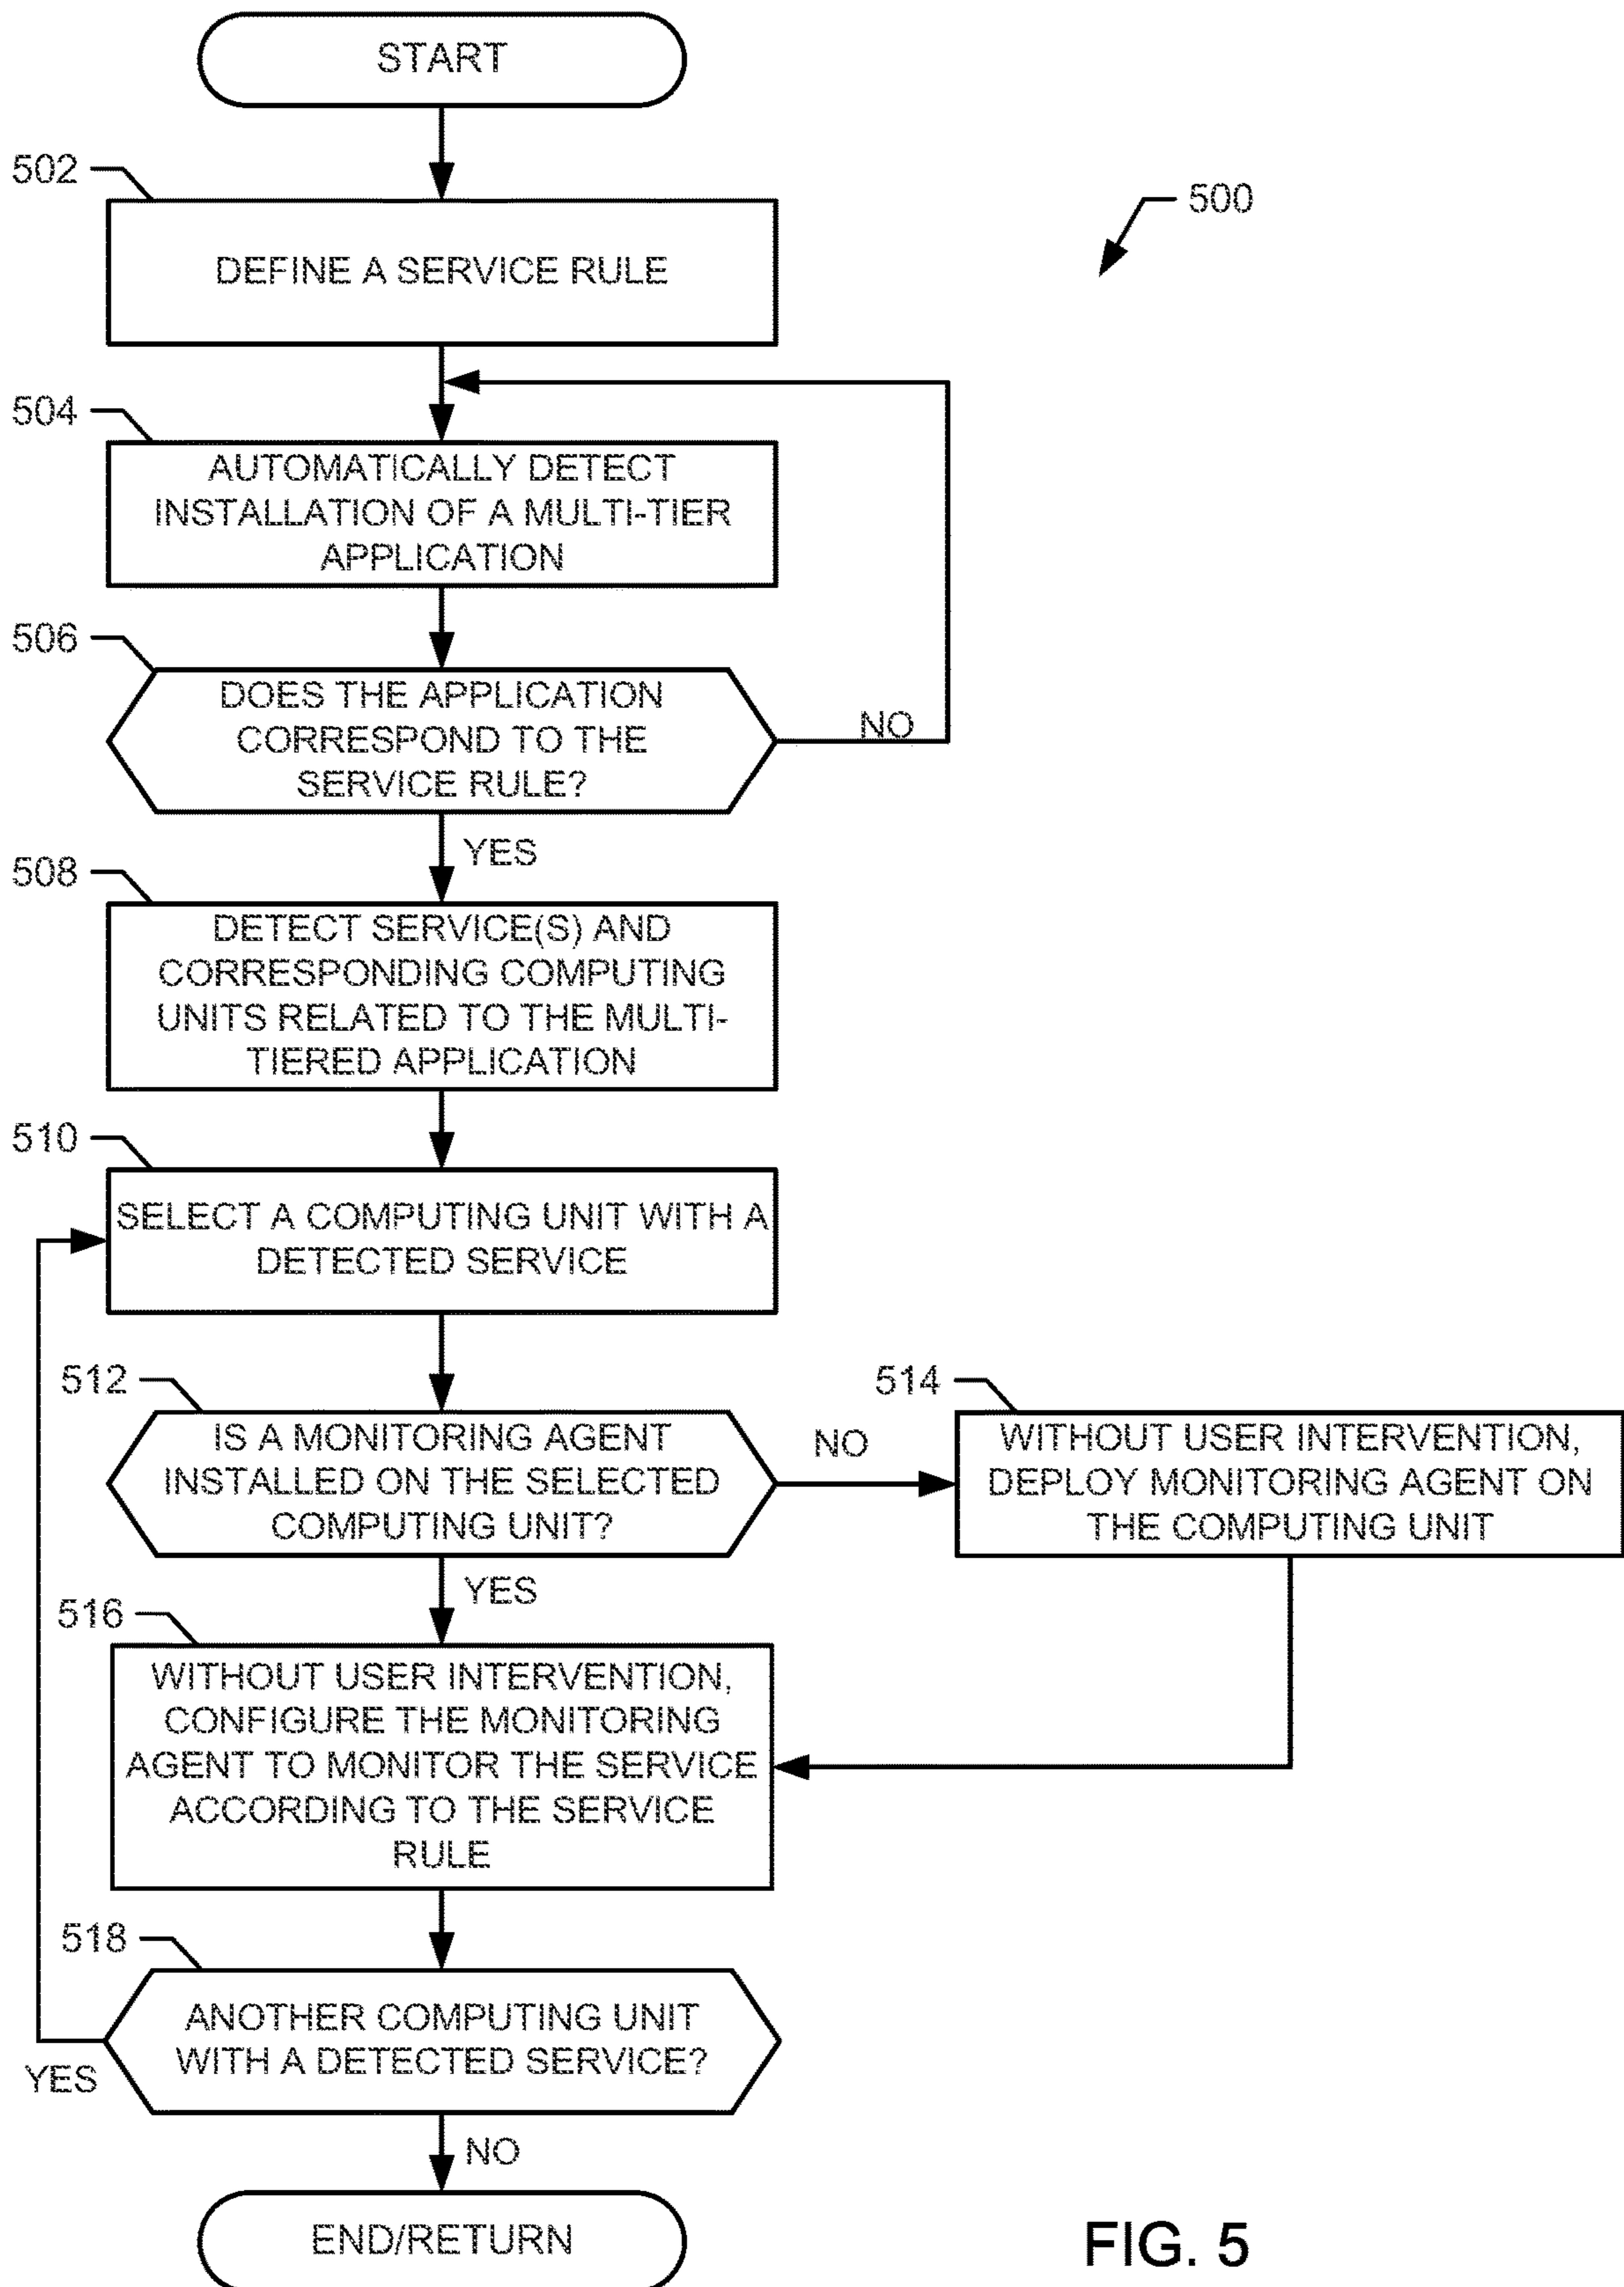 START
502
500
DEFINE A SERVICE RULE
504
AUTOMATICALLY DETECT
INSTALLATION OF A MULTI-TIER
APPLICATION
506
DOES THE APPLICATION
CORRESPOND TO THE
SERVICE RULE?
NO
YES
508
DETECT SERVICE(S) AND
CORRESPONDING COMPUTING
UNITS RELATED TO THE MULTI-
TIERED APPLICATION
510
SELECT A COMPUTING UNIT WITH A
DETECTED SERVICE
512
IS A MONITORING AGENT
INSTALLED ON THE SELECTED
COMPUTING UNIT?
NO
514
WITHOUT USER INTERVENTION,
DEPLOY MONITORING AGENT ON
THE COMPUTING UNIT
YES
516
WITHOUT USER INTERVENTION,
CONFIGURE THE MONITORING
AGENT TO MONITOR THE SERVICE
ACCORDING TO THE SERVICE
RULE
518
ANOTHER COMPUTING UNIT
WITH A DETECTED SERVICE?
YES
NO
END/RETURN
FIG. 5